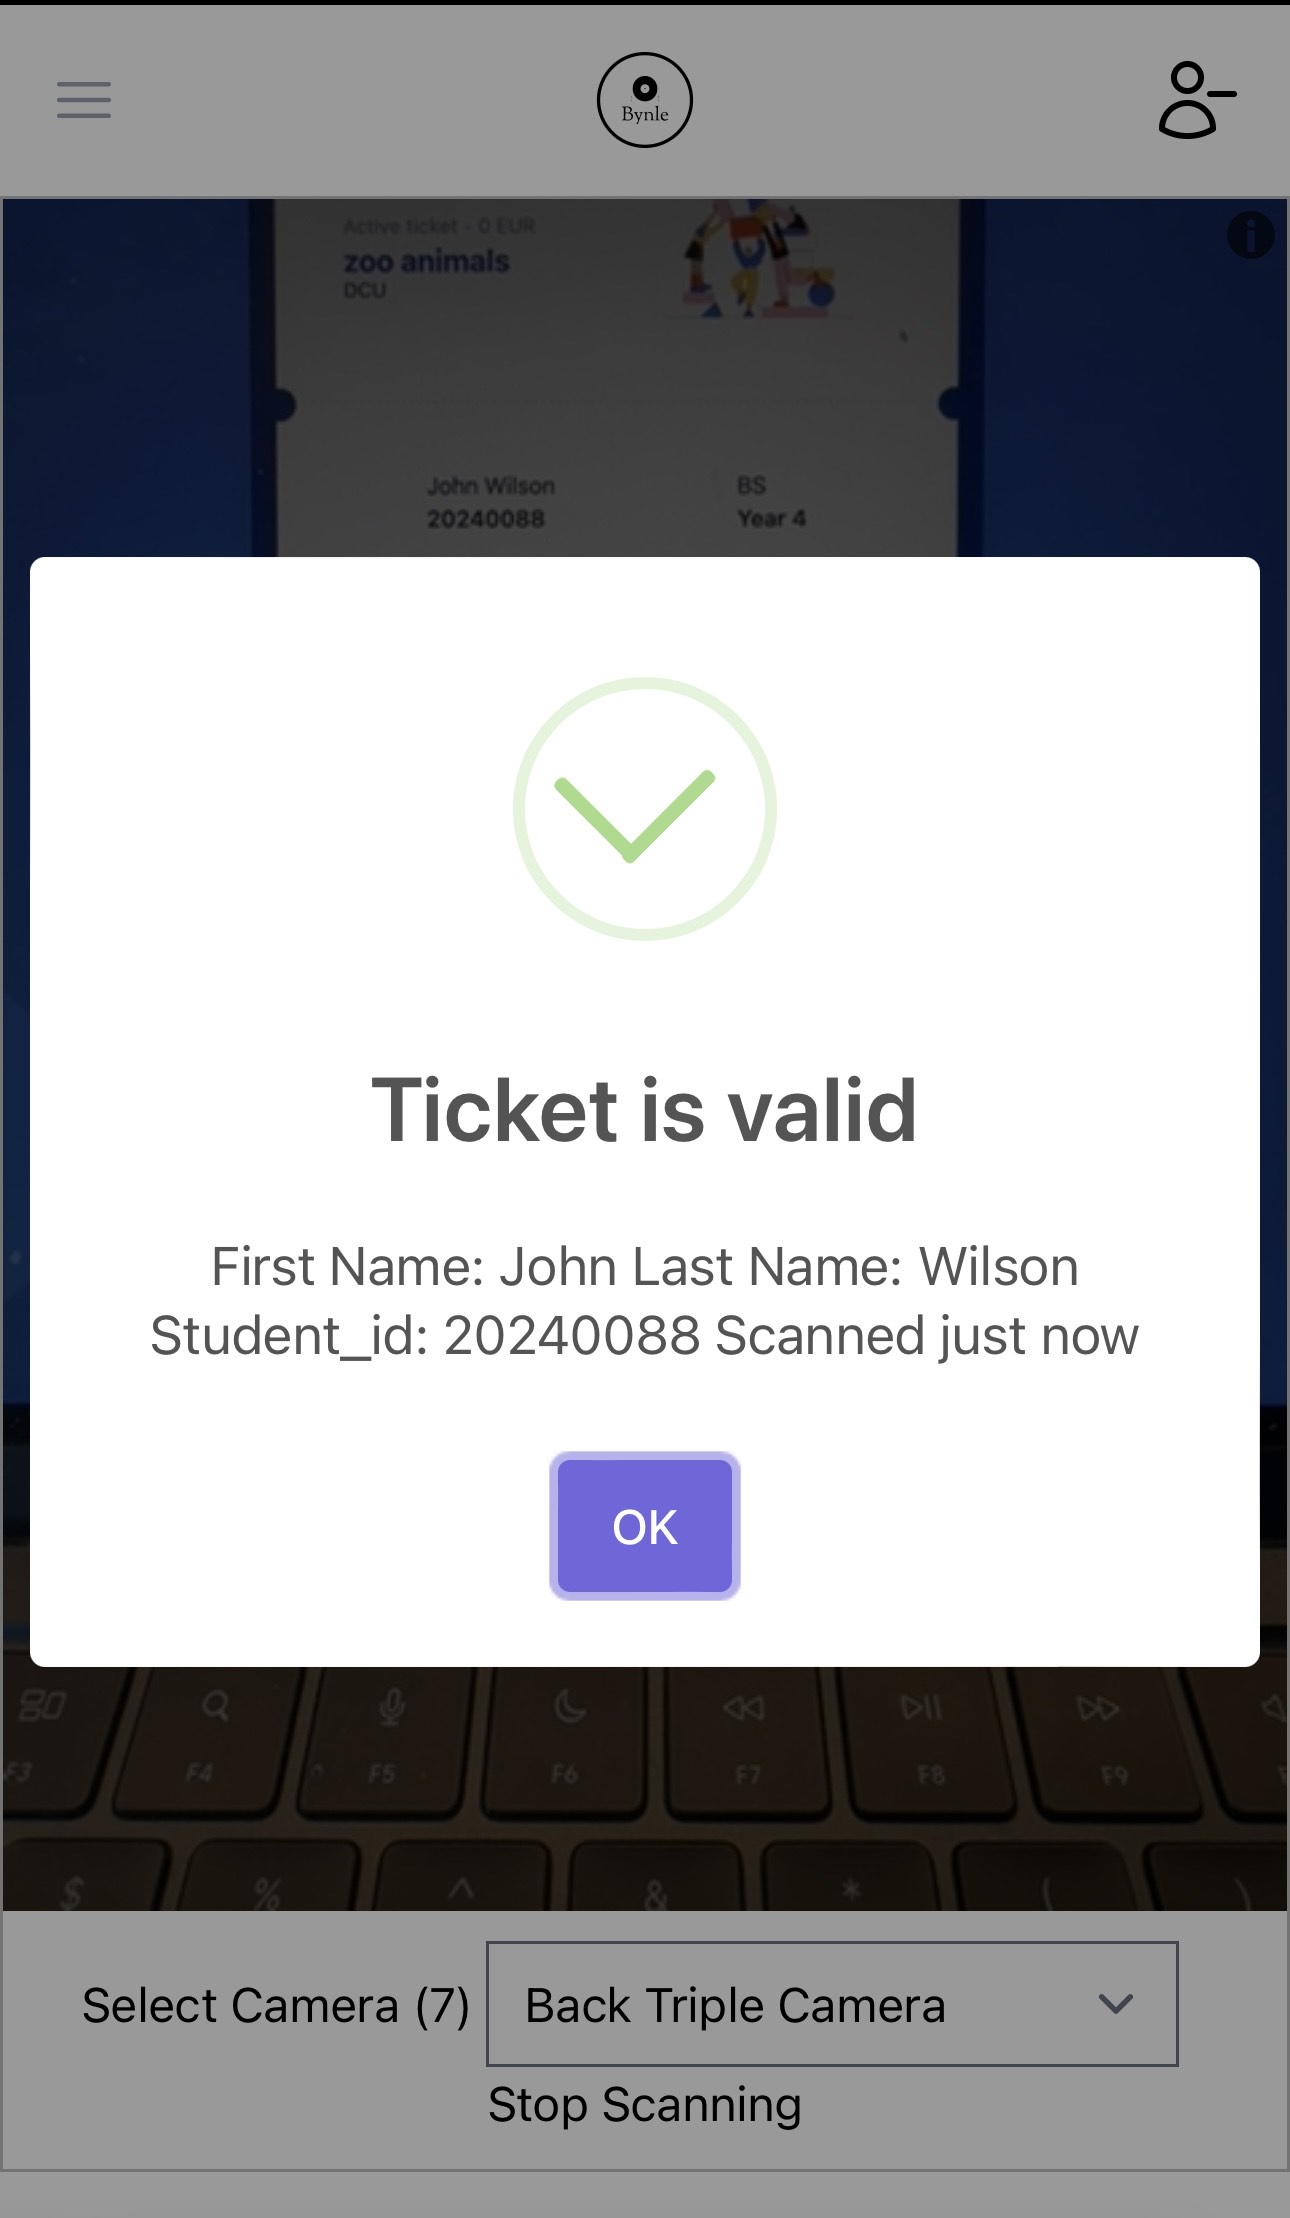 Bynle
Active ticket - 0 EUR
zoo animals
DCU
John Wilson
20240088
BS
Year 4
Ticket is valid
First Name: John Last Name: Wilson
Student_id: 20240088 Scanned just now
OK
F3
F4
F5
F6
F7
F8
F9
$
%
^
&
*
(
)
Select Camera (7)
Back Triple Camera
Stop Scanning